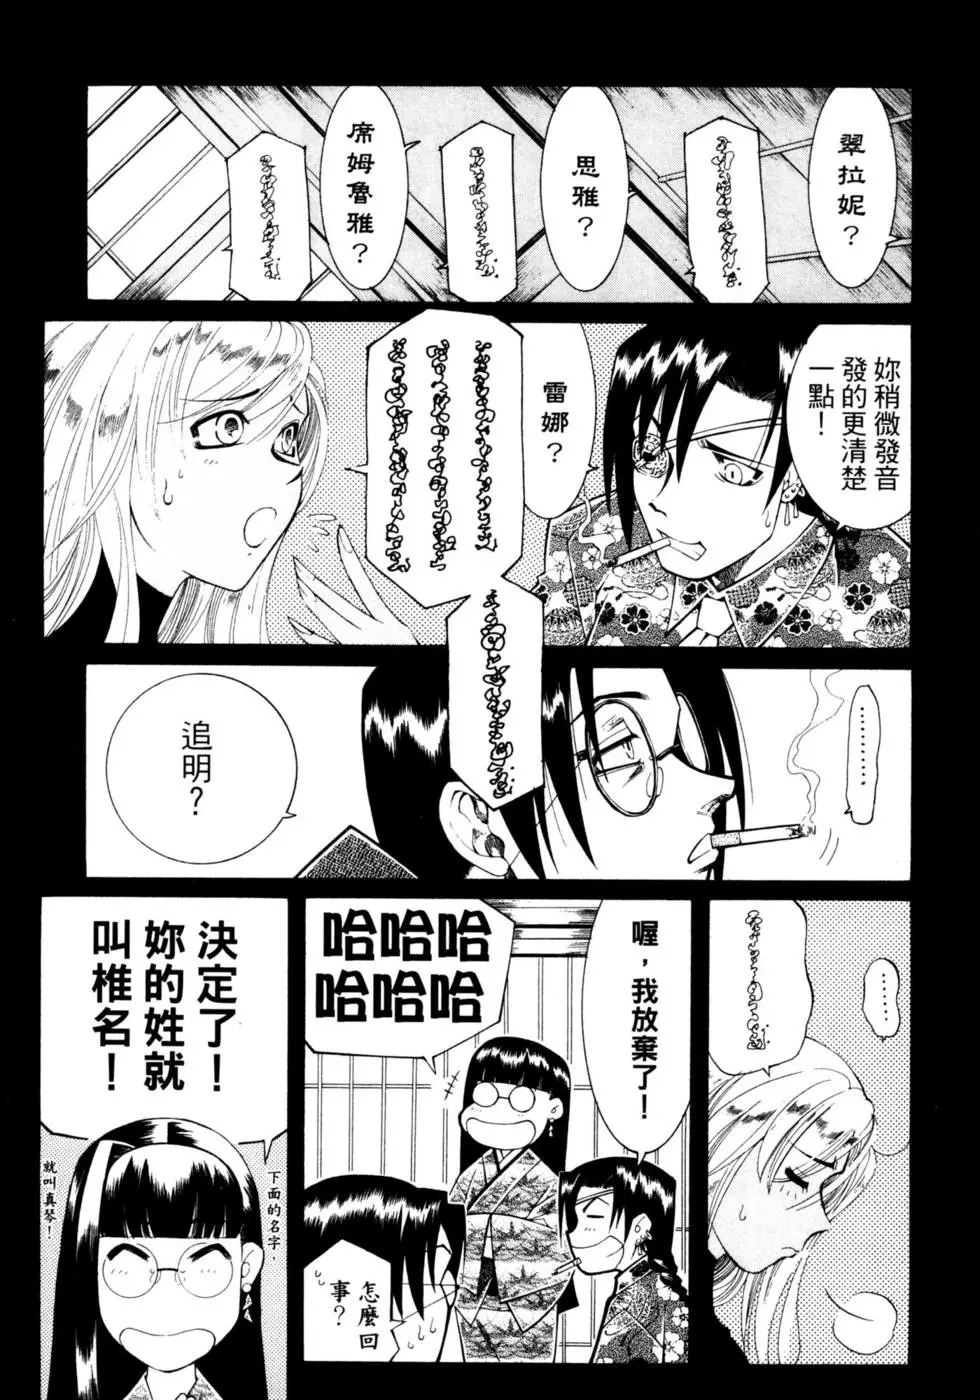 翠拉妮？
思雅？
席姆魯雅？
妳稍微發音
發的更清楚
一點！
雷娜？
…………
追明？
………
喔，我放棄了！
哈哈哈
哈哈哈
怎麼回
事？
決定了！
妳的姓就
叫椎名！
下面的名字，
就叫真琴！